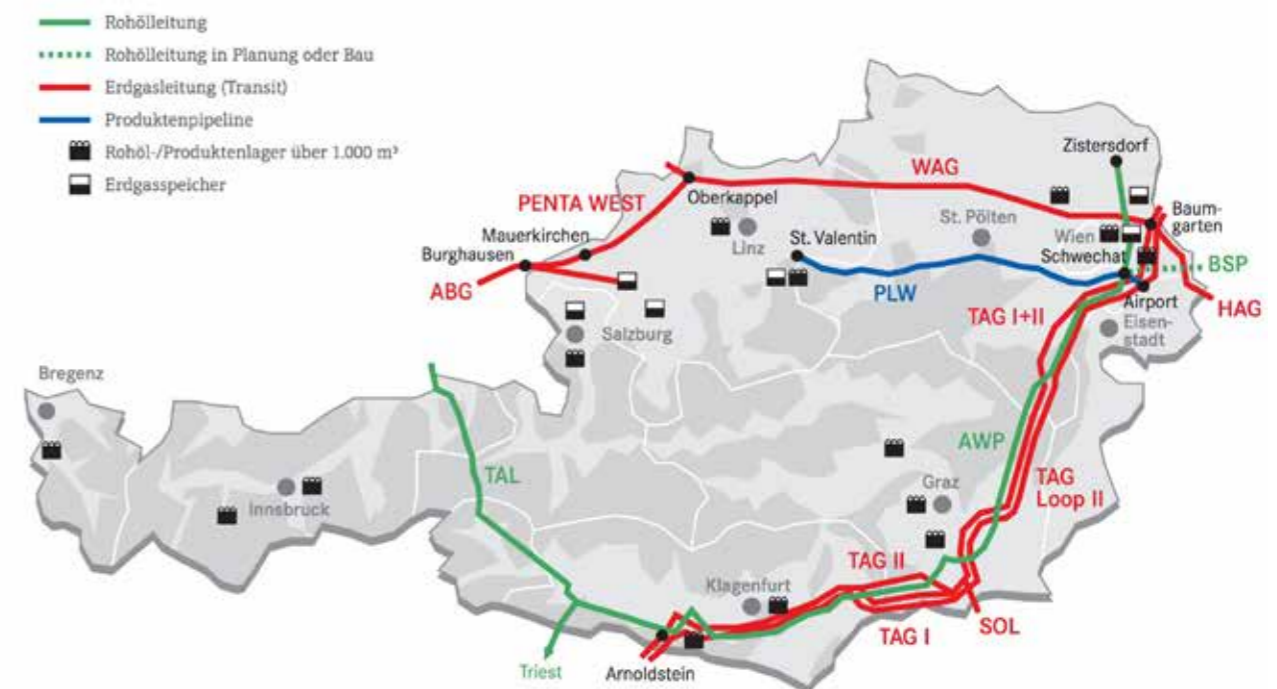 Rohölleitung
Rohölleitung in Planung oder Bau
Erdgasleitung (Transit)
Produktenpipeline
Rohöl-/Produktenlager über 1.000 m³
Erdgasspeicher
Zistersdorf
WAG
Oberkappel
PENTA WEST
St. Pölten
Baum-
garten
Mauerkirchen
Linz
St. Valentin
Wien
Burghausen
Schwechat
BSP
ABG
PLW
Airport
HAG
TAG I+II
Eisen-
stadt
Salzburg
Bregenz
AWP
TAL
TAG
Loop II
Graz
Innsbruck
TAG II
Klagenfurt
SOL
TAG I
Triest
Arnoldstein